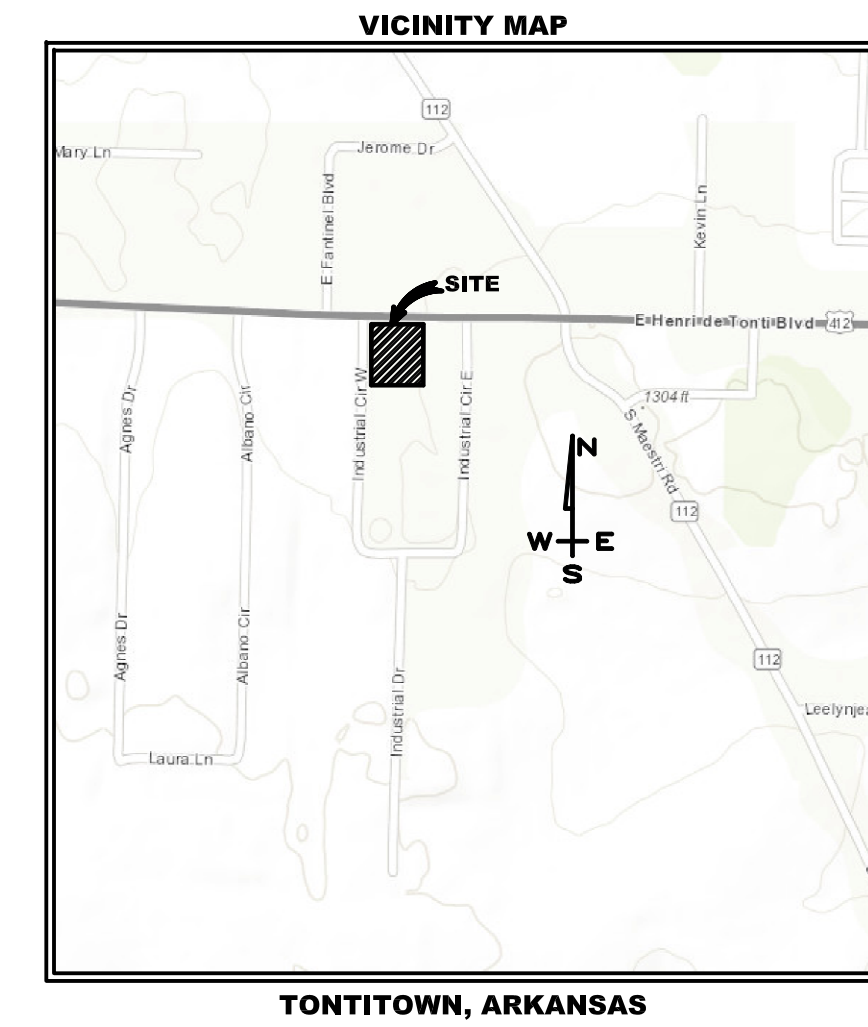 VICINITY MAP
112
Mary Ln
Jerome Dr
E Fantinel Blvd
Kevin Ln
SITE
E Henri de Tonti Blvd
412
Agnes Dr
Albano Cir
Industrial Cir W
Industrial Cir E
1304 ft
S Maestri Rd
N
112
W E
S
Agnes Dr
Albano Cir
112
Industrial Dr
Laura Ln
TONTITOWN, ARKANSAS